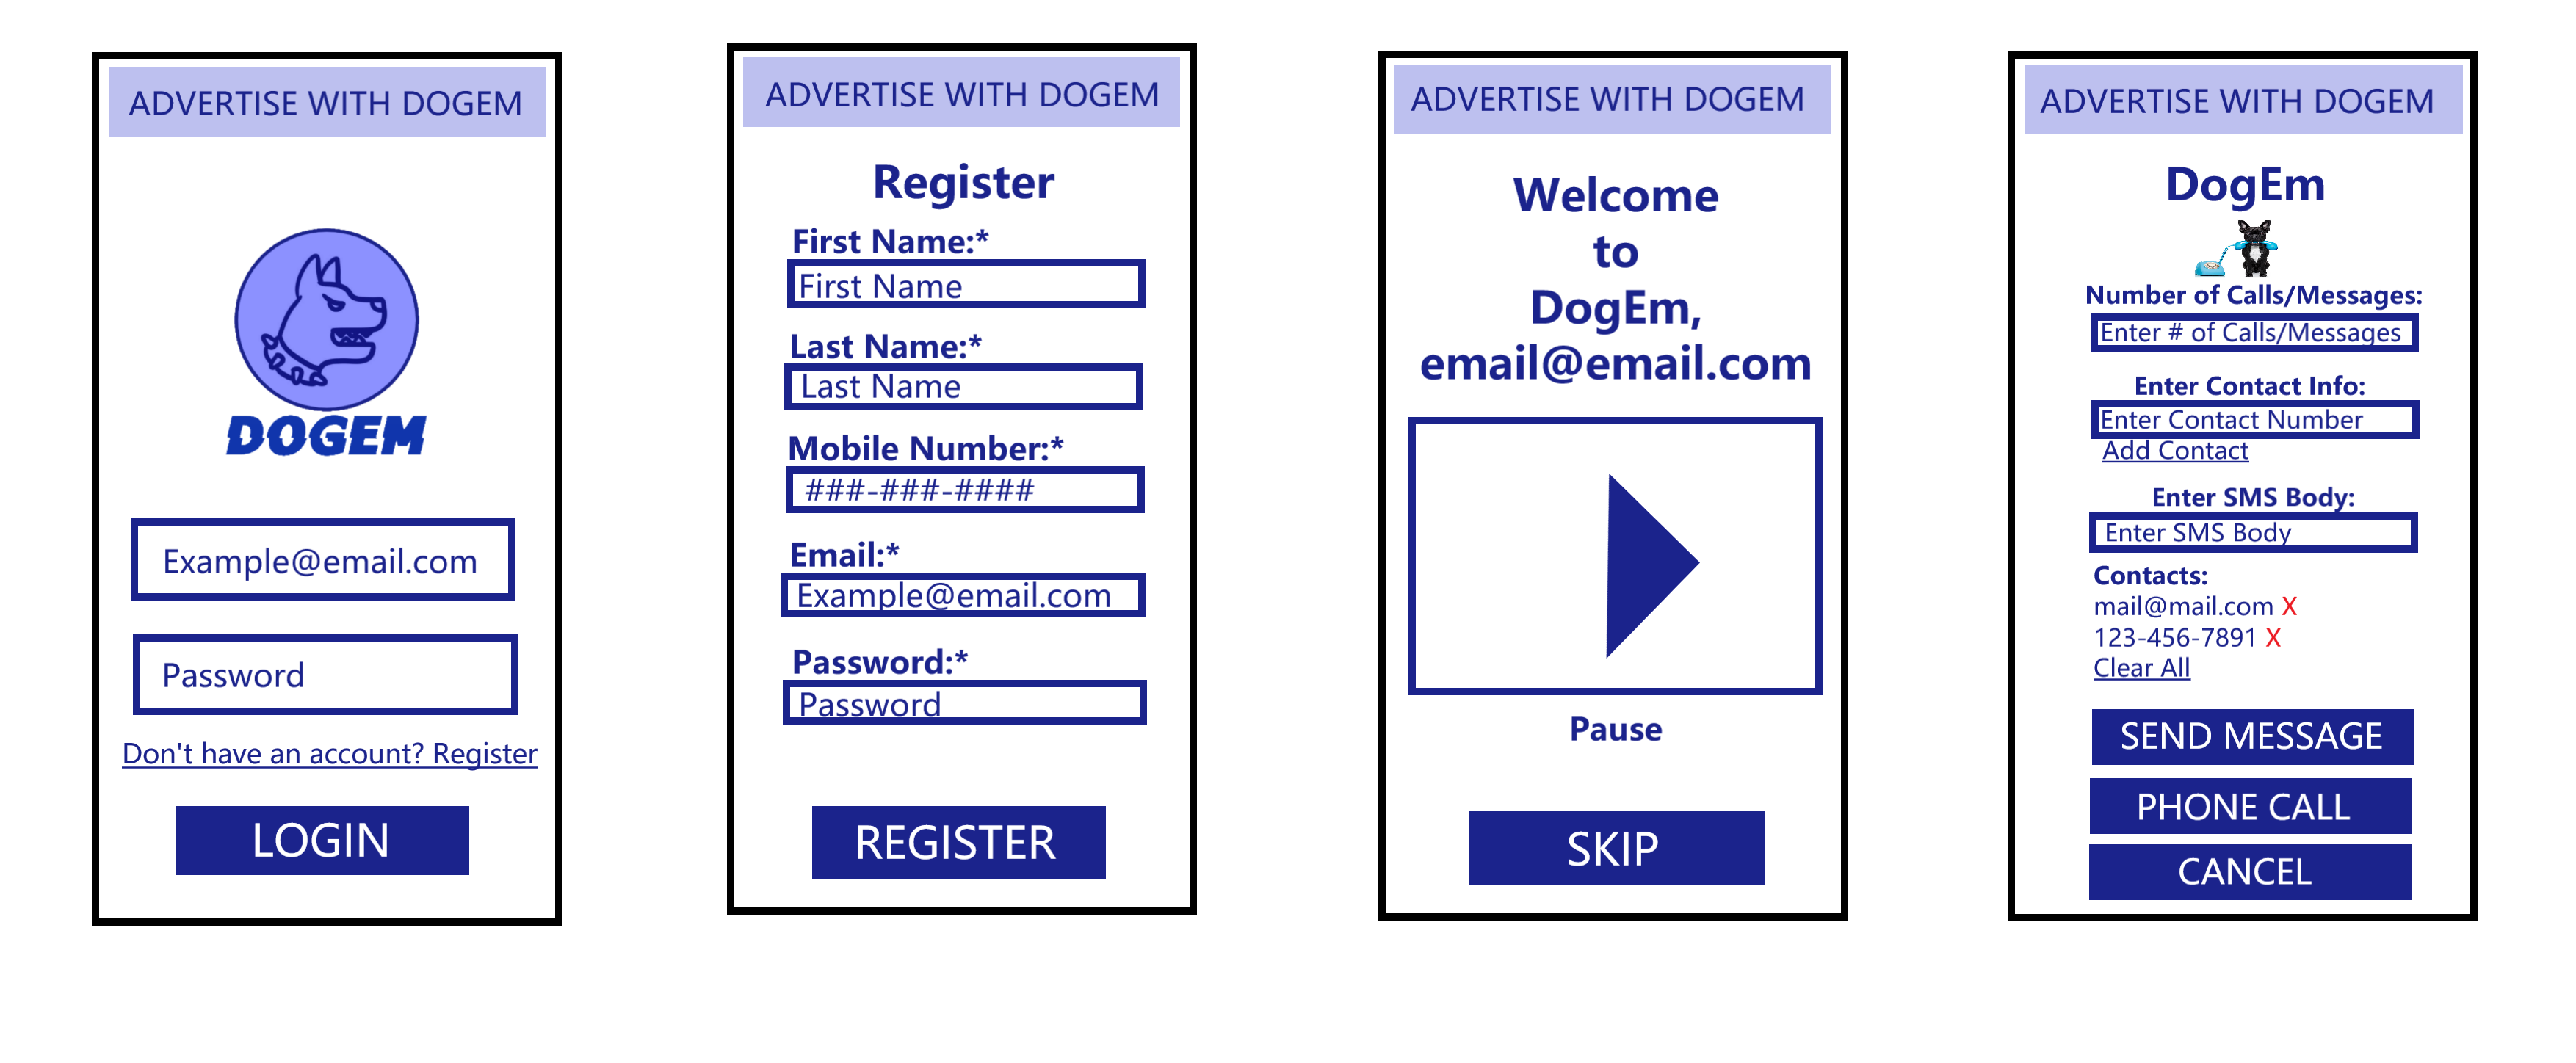 ADVERTISE WITH DOGEM
DOGEM
Example@email.com
Password
Don't have an account? Register
LOGIN
ADVERTISE WITH DOGEM
Register
First Name:*
First Name
Last Name:*
Last Name
Mobile Number:*
###-###-####
Email:*
Example@email.com
Password:*
Password
REGISTER
ADVERTISE WITH DOGEM
Welcome
to
DogEm,
email@email.com
Pause
SKIP
ADVERTISE WITH DOGEM
DogEm
Number of Calls/Messages:
Enter # of Calls/Messages
Enter Contact Info:
Enter Contact Number
Add Contact
Enter SMS Body:
Enter SMS Body
Contacts:
mail@mail.com X
123-456-7891 X
Clear All
SEND MESSAGE
PHONE CALL
CANCEL